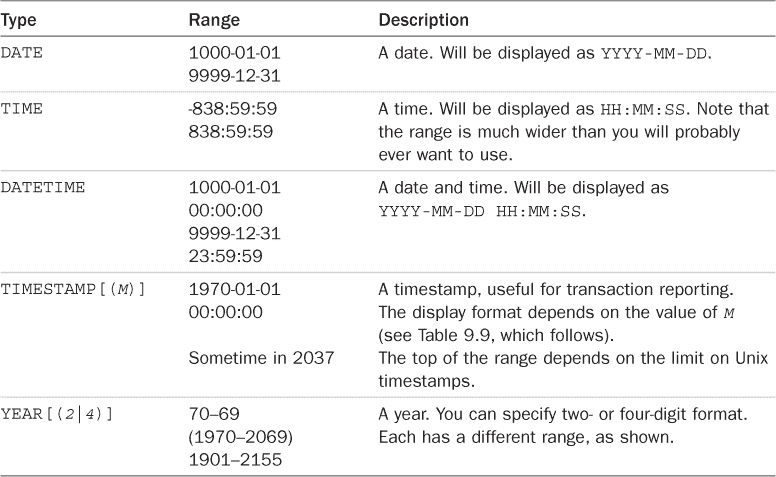 Type Range Description
DATE 1000-01-01 A date. Will be displayed as YYYY-MM-DD.
9999-12-31
TIME -838:59:59 A time. Will be displayed as HH:MM:SS. Note that
838:59:59 the range is much wider than you will probably
ever want to use.
DATETIME 1000-01-01 A date and time. Will be displayed as
00:00:00 YYYY-MM-DD HH:MM:SS.
9999-12-31
23:59:59
TIMESTAMP[(M)] 1970-01-01 A timestamp, useful for transaction reporting.
00:00:00 The display format depends on the value of M
(see Table 9.9, which follows).
Sometime in 2037 The top of the range depends on the limit on Unix
timestamps.
YEAR[(2|4)] 70–69 A year. You can specify two- or four-digit format.
(1970–2069) Each has a different range, as shown.
1901–2155